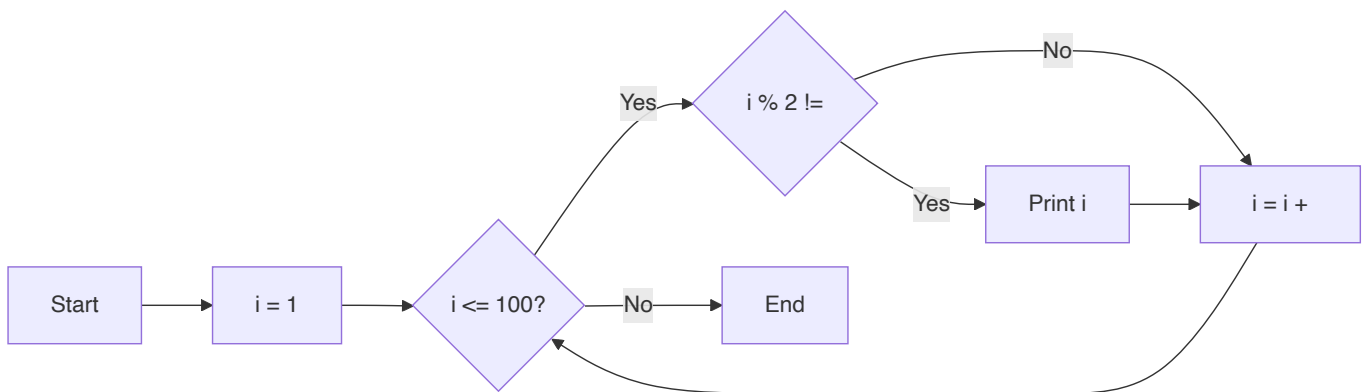 Start
i = 1
i <= 100?
Yes
No
End
i % 2 !=
No
Yes
Print i
i = i +